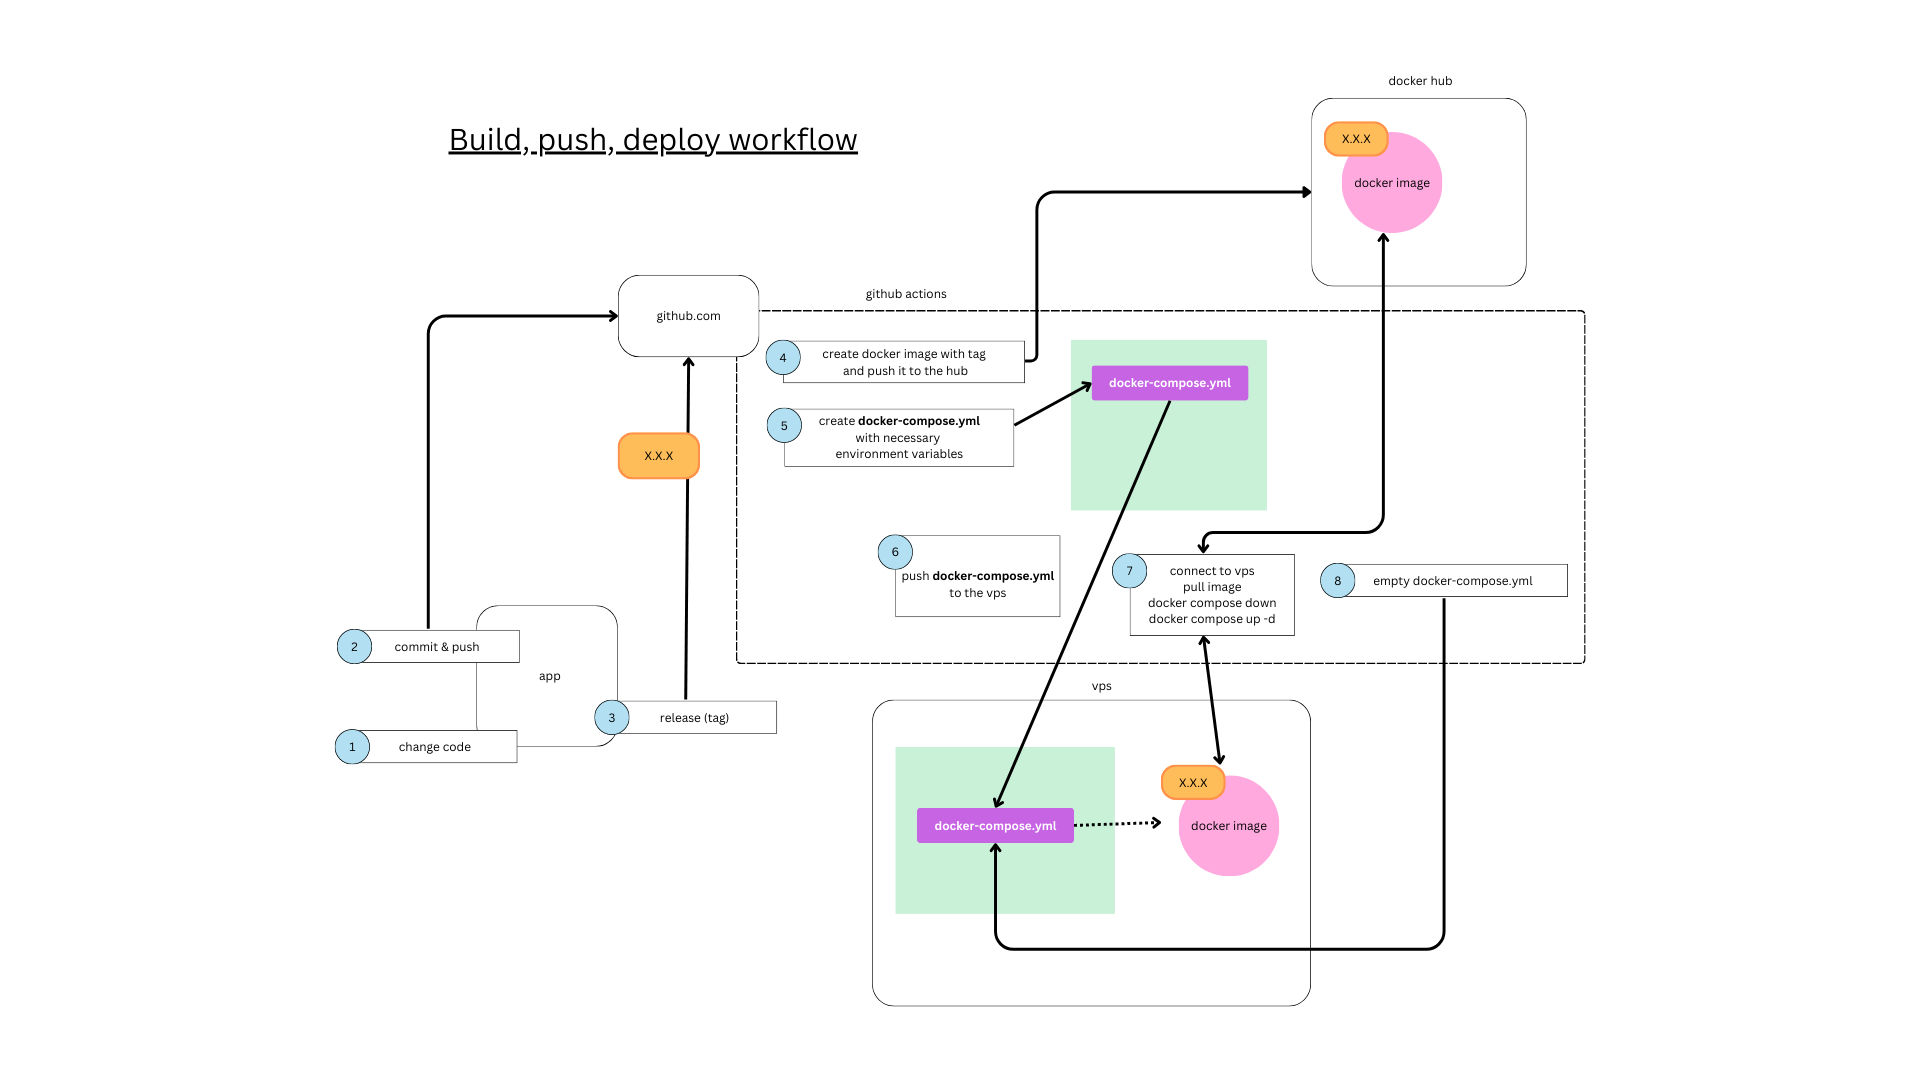 docker hub
Build, push, deploy workflow
X.X.X
docker image
github actions
github.com
4
create docker image with tag
and push it to the hub
docker-compose.yml
5
create docker-compose.yml
with necessary
environment variables
X.X.X
6
push docker-compose.yml
to the vps
7
connect to vps
pull image
docker compose down
docker compose up -d
8
empty docker-compose.yml
2
commit & push
app
3
release (tag)
1
change code
vps
X.X.X
docker-compose.yml
docker image